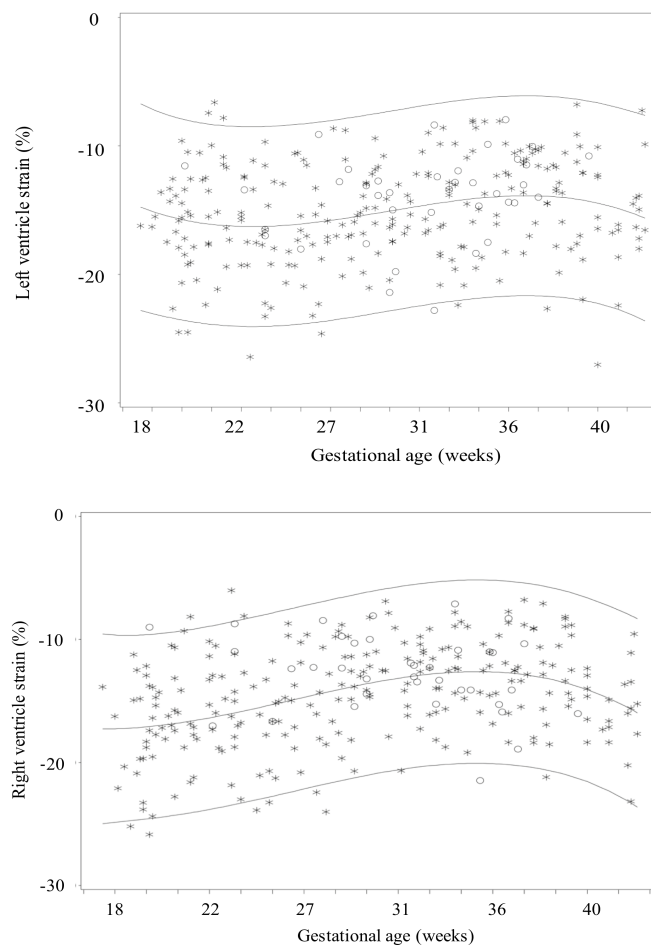 0
-10
-20
-30
Left ventricle strain (%)
18 22 27 31 36 40
Gestational age (weeks)
0
-10
-20
-30
Right ventricle strain (%)
18 22 27 31 36 40
Gestational age (weeks)